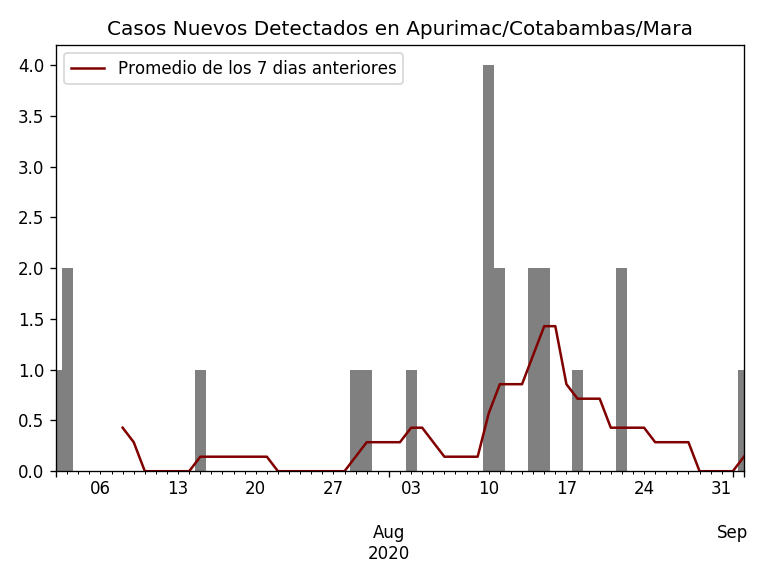 Casos Nuevos Detectados en Apurimac/Cotabambas/Mara
Promedio de los 7 dias anteriores
4.0
3.5
3.0
2.5
2.0
1.5
1.0
0.5
0.0
06 13 20 27 03 10 17 24 31
Aug Sep
2020